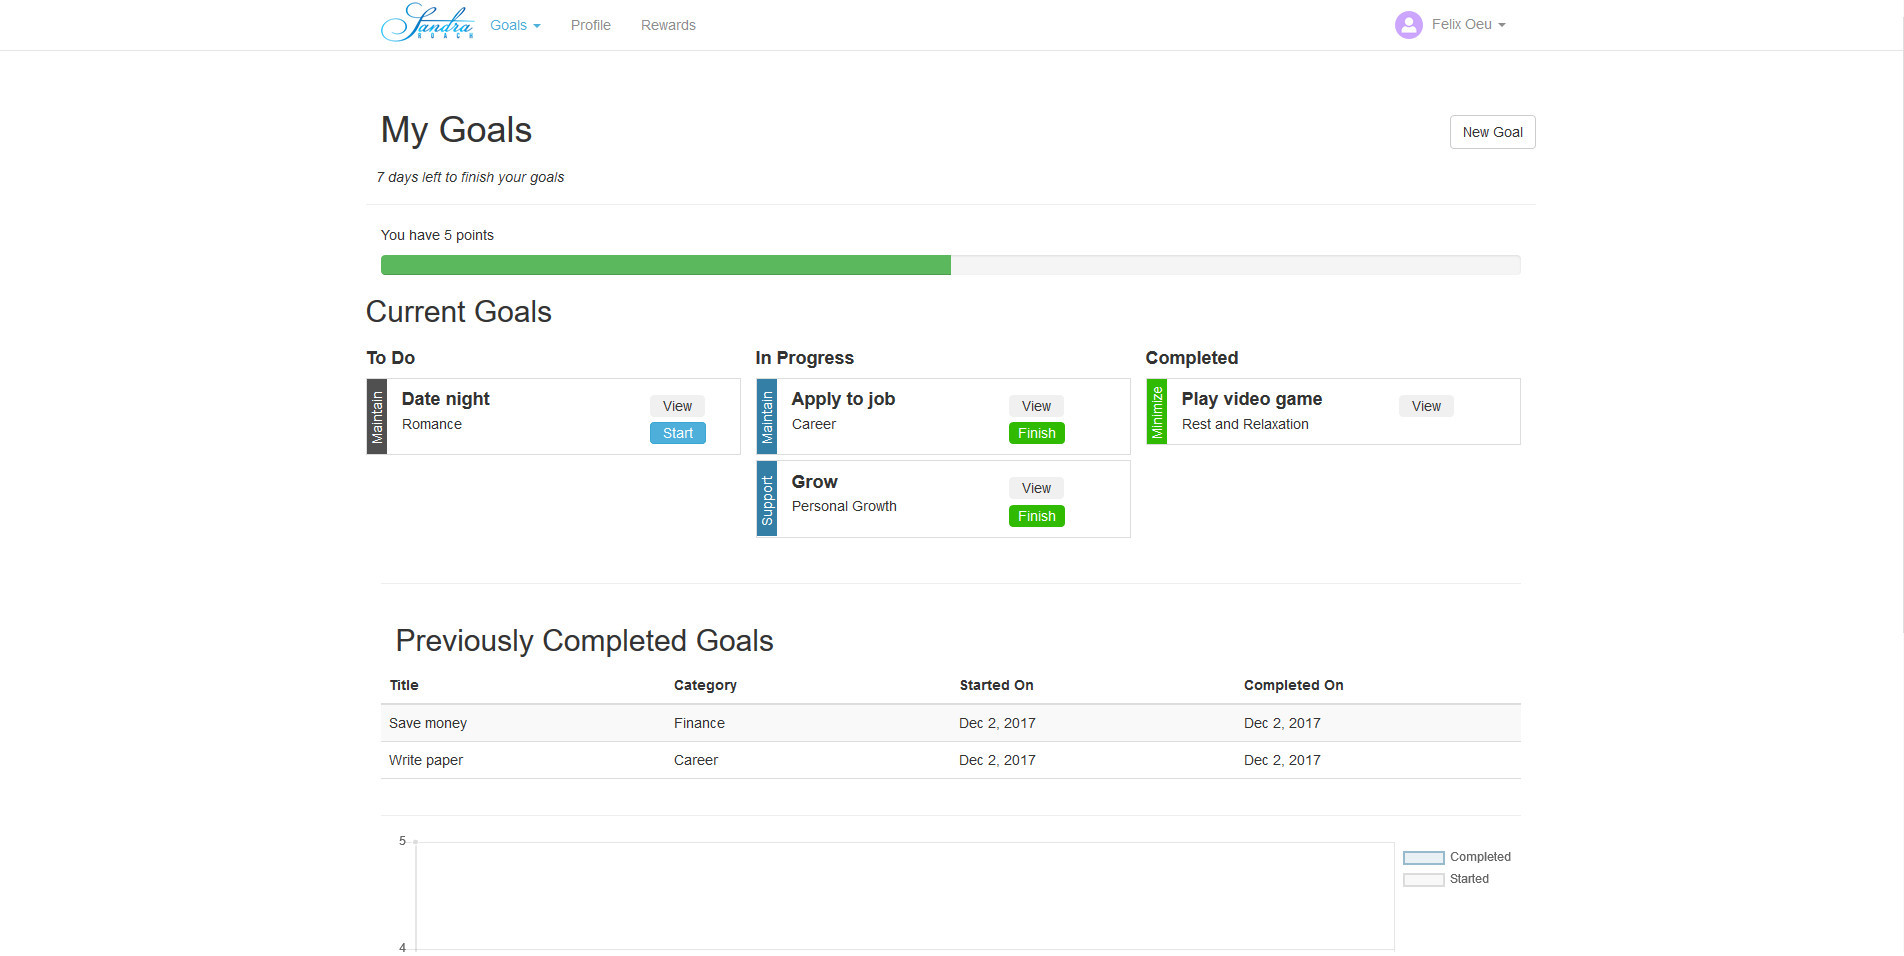 Sandra
ROACH
Goals
Profile
Rewards
Felix Oeu
My Goals
New Goal
7 days left to finish your goals
You have 5 points
Current Goals
To Do
Maintain
Date night
Romance
View
Start
In Progress
Maintain
Apply to job
Career
View
Finish
Support
Grow
Personal Growth
View
Finish
Completed
Minimize
Play video game
Rest and Relaxation
View
Previously Completed Goals
Title Category Started On Completed On
Save money Finance Dec 2, 2017 Dec 2, 2017
Write paper Career Dec 2, 2017 Dec 2, 2017
5
Completed
Started
4